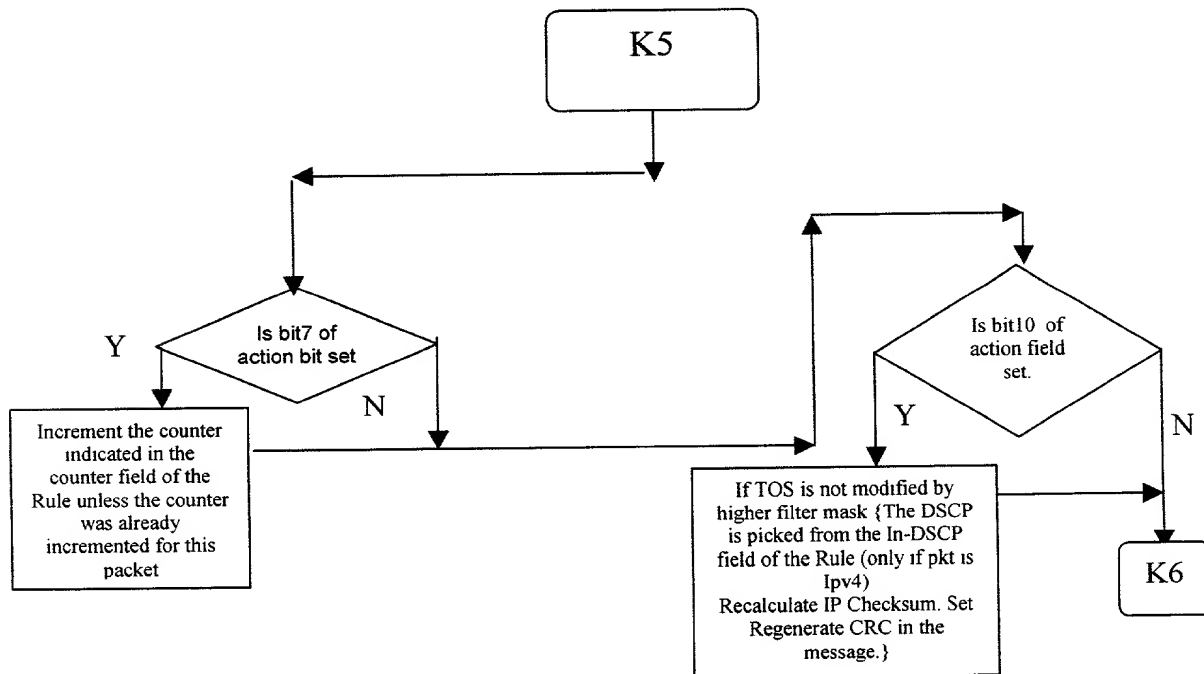 K5
Is bit7 of
action bit set
Y
N
Increment the counter
indicated in the
counter field of the
Rule unless the counter
was already
incremented for this
packet
Is bit10 of
action field
set.
Y
N
If TOS is not modified by
higher filter mask {The DSCP
is picked from the In-DSCP
field of the Rule (only if pkt is
Ipv4)
Recalculate IP Checksum. Set
Regenerate CRC in the
message.}
K6